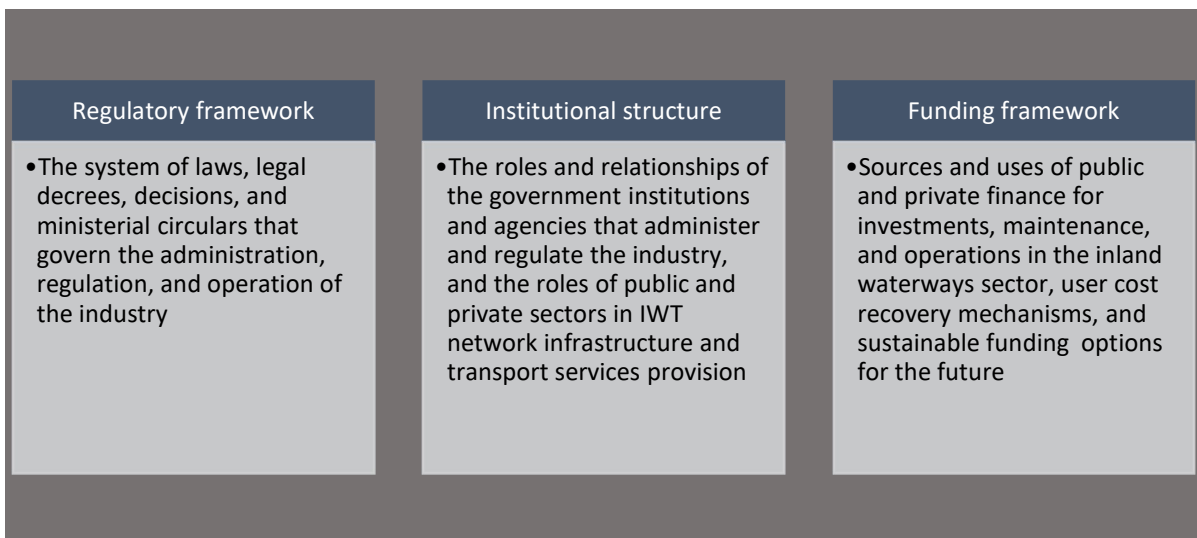 Regulatory framework
•The system of laws, legal
decrees, decisions, and
ministerial circulars that
govern the administration,
regulation, and operation of
the industry
Institutional structure
•The roles and relationships of
the government institutions
and agencies that administer
and regulate the industry,
and the roles of public and
private sectors in IWT
network infrastructure and
transport services provision
Funding framework
•Sources and uses of public
and private finance for
investments, maintenance,
and operations in the inland
waterways sector, user cost
recovery mechanisms, and
sustainable funding  options
for the future